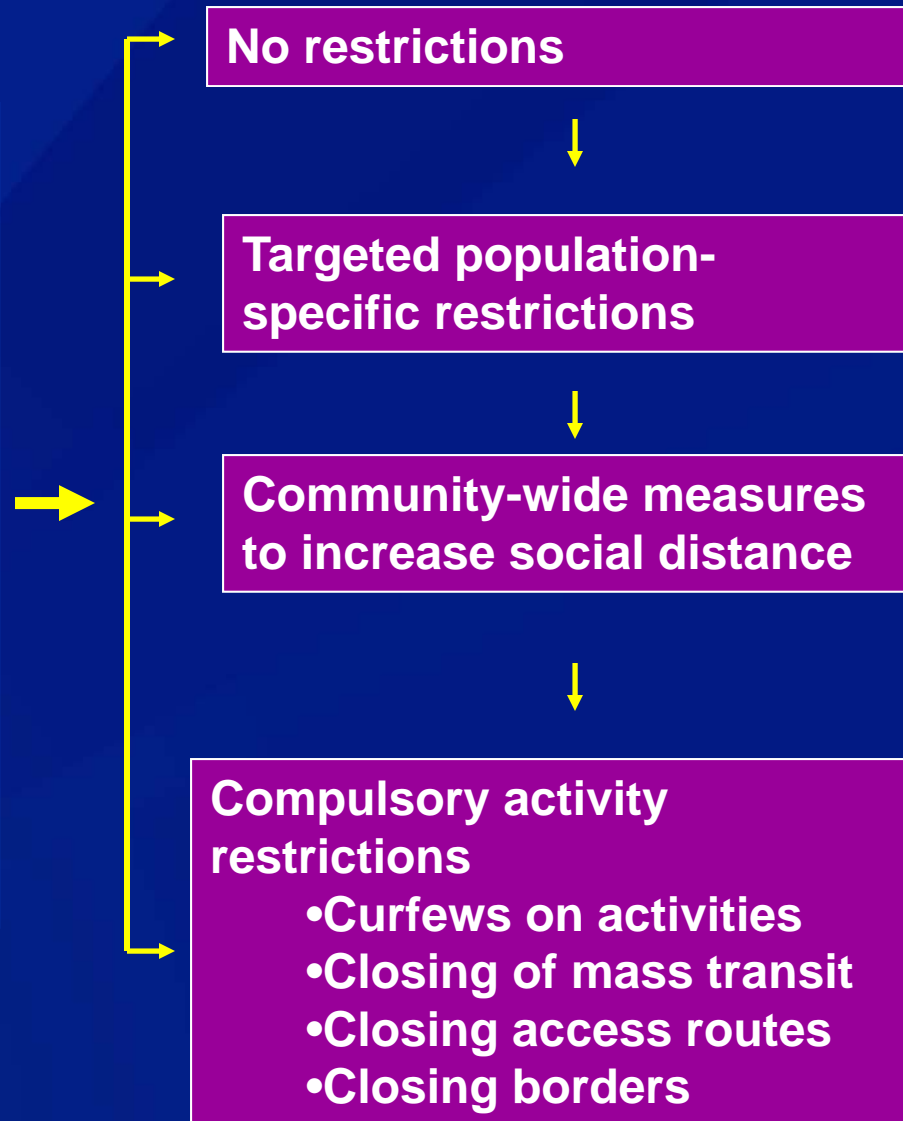 No restrictions
Targeted population-
specific restrictions
Community-wide measures
to increase social distance
Compulsory activity
restrictions
•Curfews on activities
•Closing of mass transit
•Closing access routes
•Closing borders